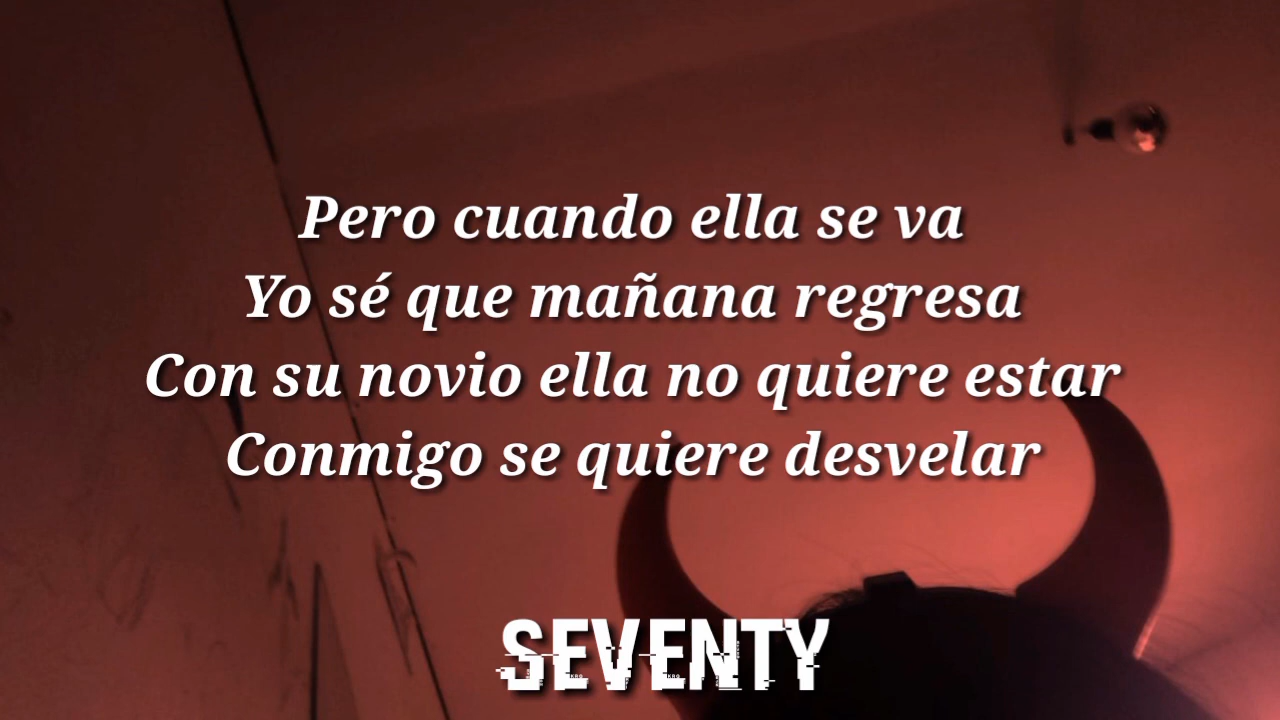 Pero cuando ella se va
Yo sé que mañana regresa
Con su novio ella no quiere estar
Conmigo se quiere desvelar
SEVENTY